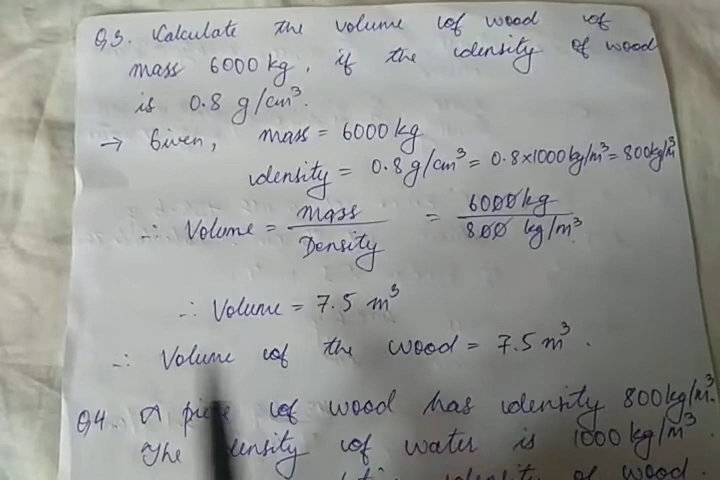 Q3. Calculate the volume of wood of
mass 6000 kg, if the density of wood
is 0.8 g/cm³.
→ Given, mass = 6000 kg
density = 0.8 g/cm³ = 0.8×1000 kg/m³ = 800 kg/m³
∴ Volume = Mass / Density = 6000 kg / 800 kg/m³
∴ Volume = 7.5 m³
∴ Volume of the wood = 7.5 m³.
Q4. A piece of wood has density 800 kg/m³.
The density of water is 1000 kg/m³.
density of wood.